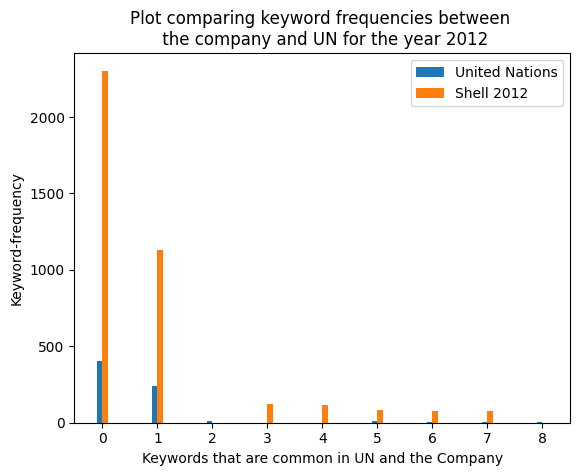 Plot comparing keyword frequencies between
the company and UN for the year 2012
United Nations
Shell 2012
Keyword-frequency
2000
1500
1000
500
0
0 1 2 3 4 5 6 7 8
Keywords that are common in UN and the Company